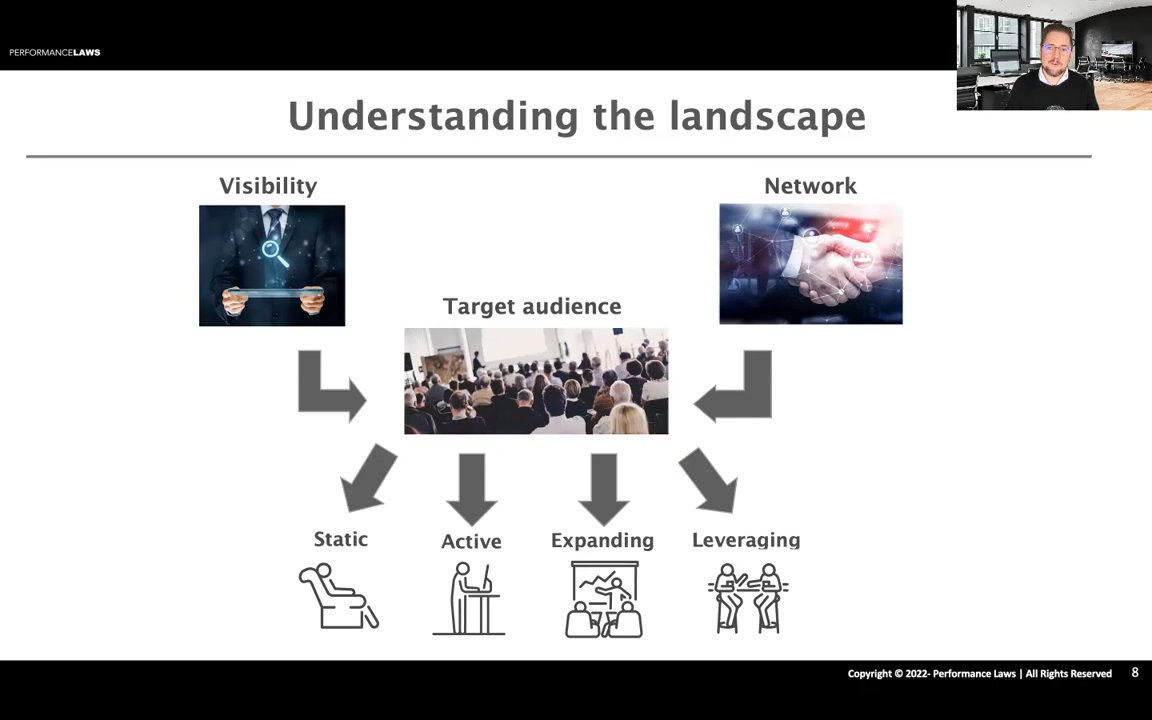 PERFORMANCELAWS
Understanding the landscape
Visibility
Network
Target audience
Static
Active
Expanding
Leveraging
Copyright © 2022- Performance Laws | All Rights Reserved
8